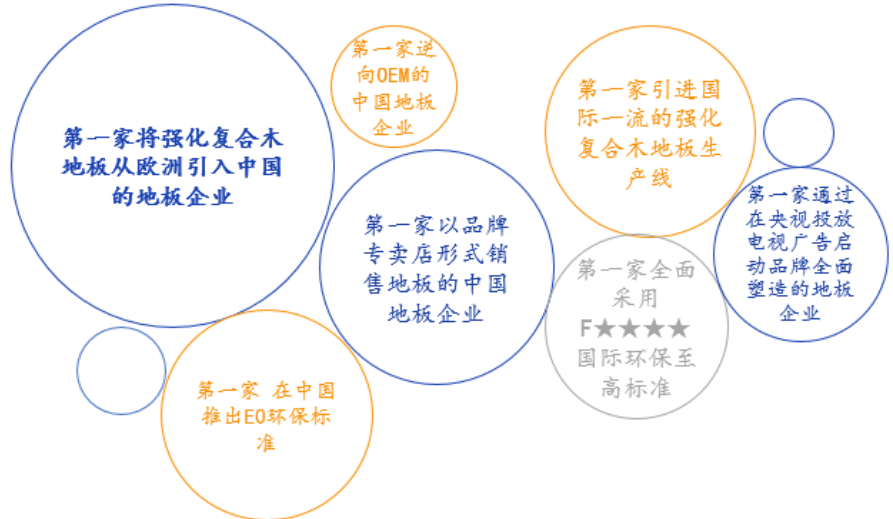 第一家将强化复合木
地板从欧洲引入中国
的地板企业
第一家逆
向OEM的
中国地板
企业
第一家引进国
际一流的强化
复合木地板生
产线
第一家以品牌
专卖店形式销
售地板的中国
地板企业
第一家通过
在央视投放
电视广告启
动品牌全面
塑造的地板
企业
第一家全面
采用
F★★★★
国际环保至
高标准
第一家 在中国
推出E0环保标
准